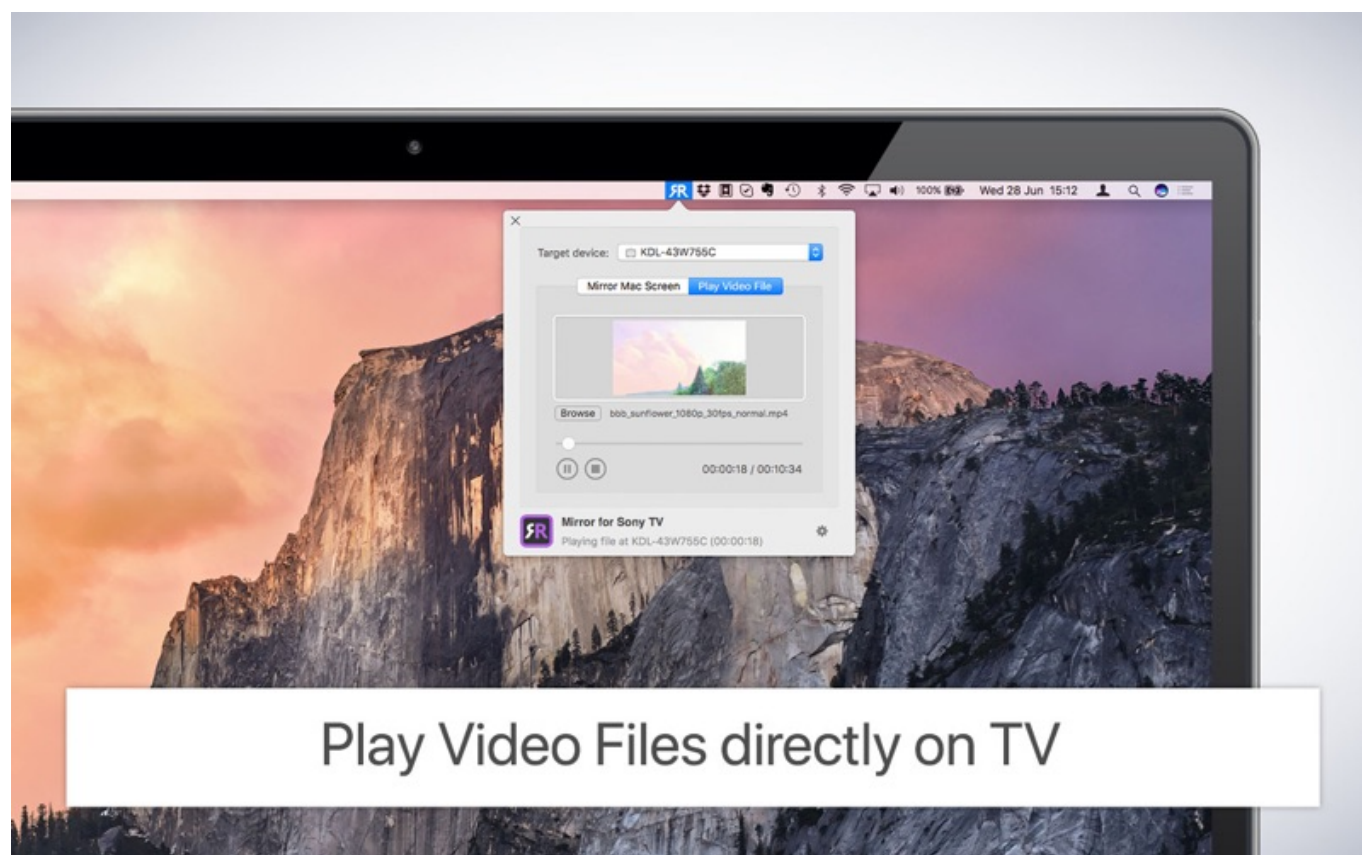 100% Wed 28 Jun 15:12
Target device: KDL-43W755C
Mirror Mac Screen Play Video File
Browse bbb_sunflower_1080p_30fps_normal.mp4
00:00:18 / 00:10:34
Mirror for Sony TV
Playing file at KDL-43W755C (00:00:18)
Play Video Files directly on TV